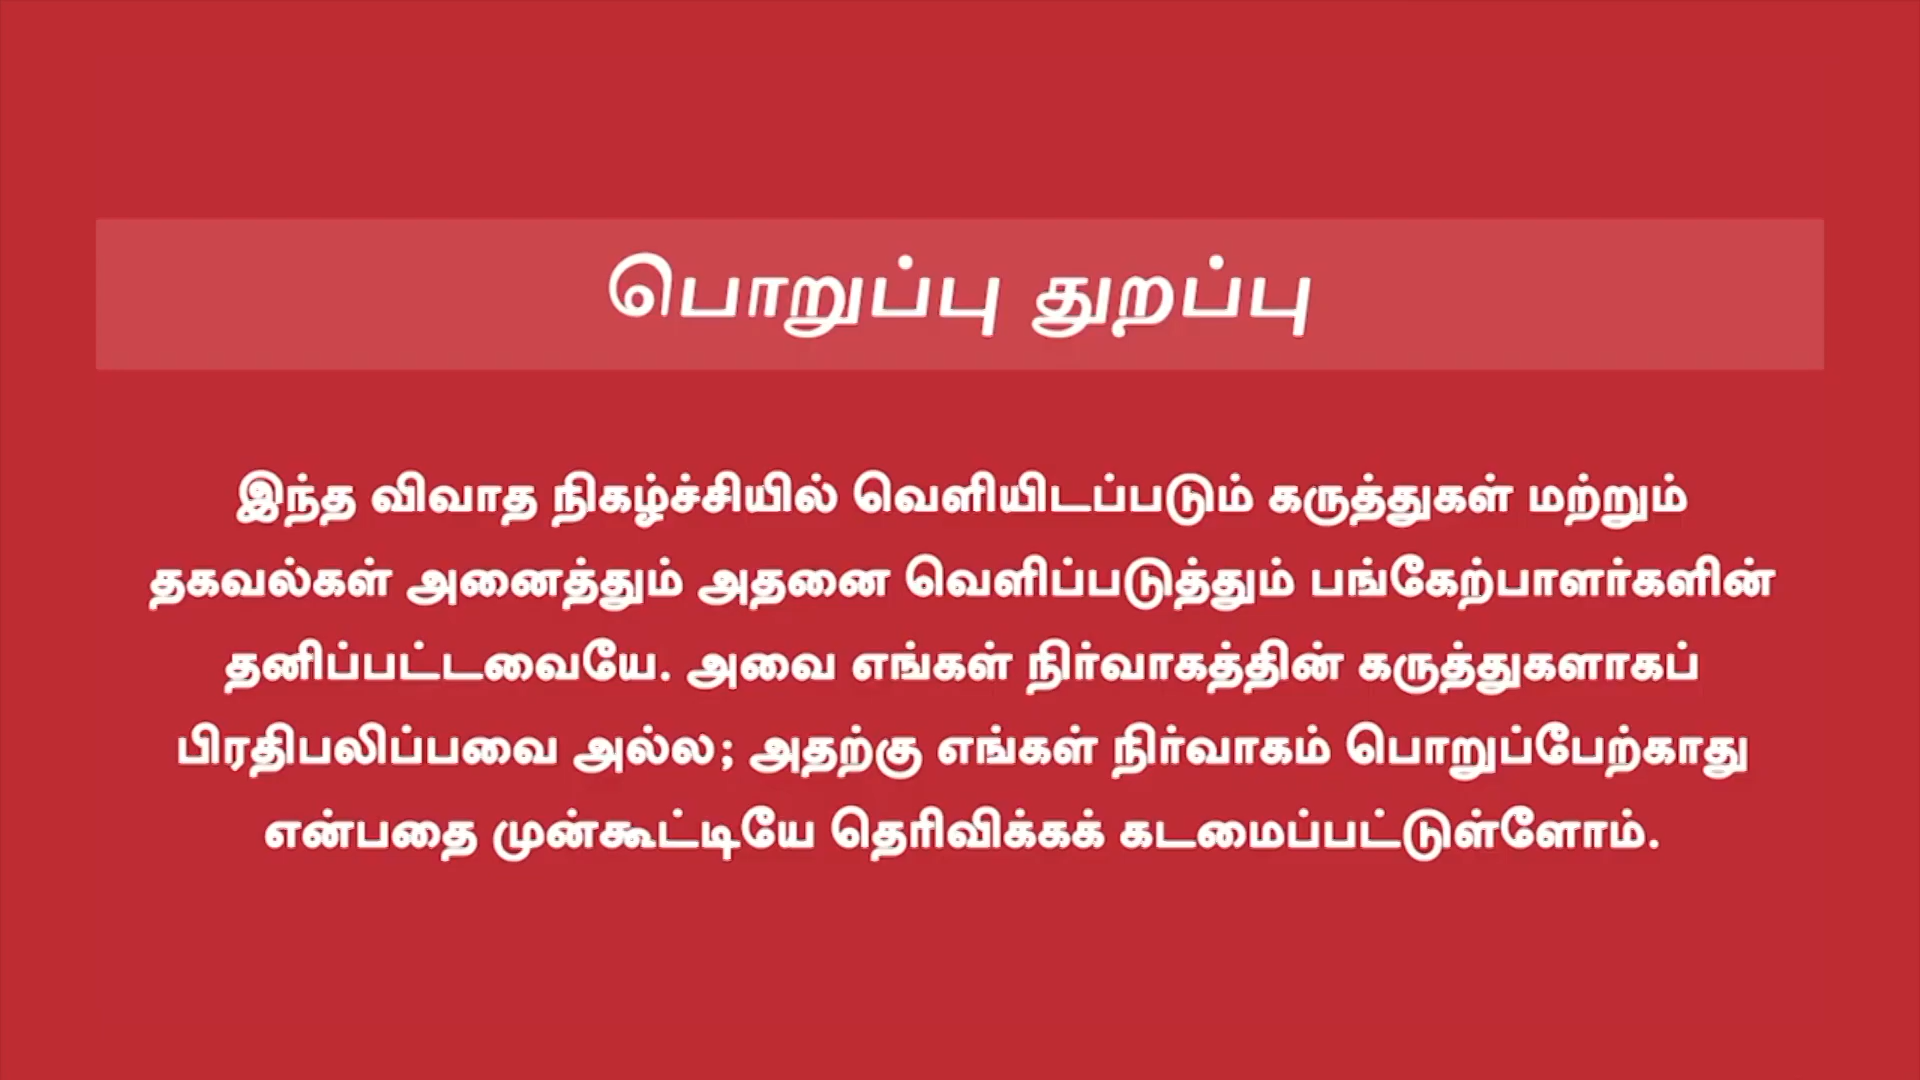 பொறுப்பு துறப்பு
இந்த விவாத நிகழ்ச்சியில் வெளியிடப்படும் கருத்துகள் மற்றும்
தகவல்கள் அனைத்தும் அதனை வெளிப்படுத்தும் பங்கேற்பாளர்களின்
தனிப்பட்டவையே. அவை எங்கள் நிர்வாகத்தின் கருத்துகளாகப்
பிரதிபலிப்பவை அல்ல; அதற்கு எங்கள் நிர்வாகம் பொறுப்பேற்காது
என்பதை முன்கூட்டியே தெரிவிக்கக் கடமைப்பட்டுள்ளோம்.